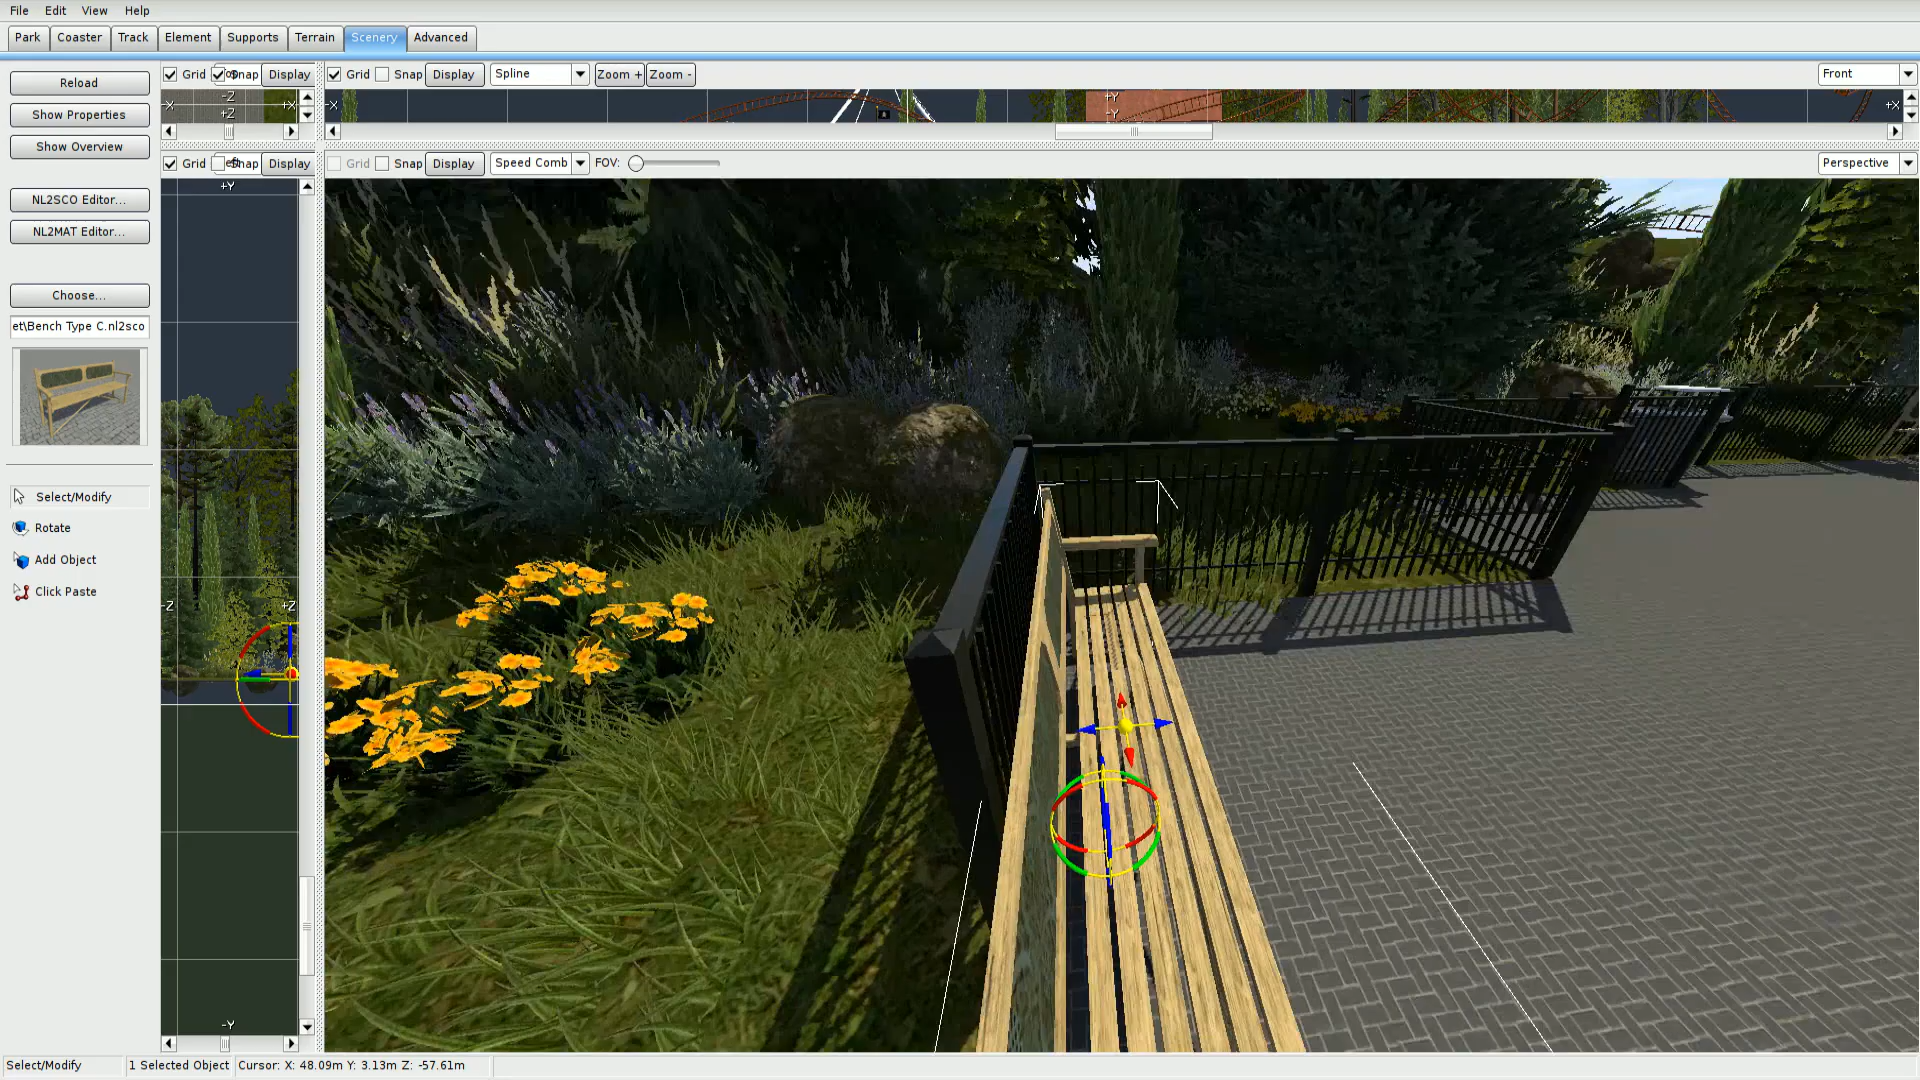 File Edit View Help
Park Coaster Track Element Supports Terrain Scenery Advanced
Reload
Show Properties
Show Overview
NL2SCO Editor...
NL2MAT Editor...
Choose...
et\Bench Type C.nl2sco
Select/Modify
Rotate
Add Object
Click Paste
Grid Snap Display
-X -Z +X
+Z
Grid Snap Display Spline Zoom + Zoom - Front
-X +Y +X
-Y
Grid Snap Display
+Y
-Z +Z
-Y
Grid Snap Display Speed Comb FOV: Perspective
Select/Modify 1 Selected Object Cursor: X: 48.09m Y: 3.13m Z: -57.61m